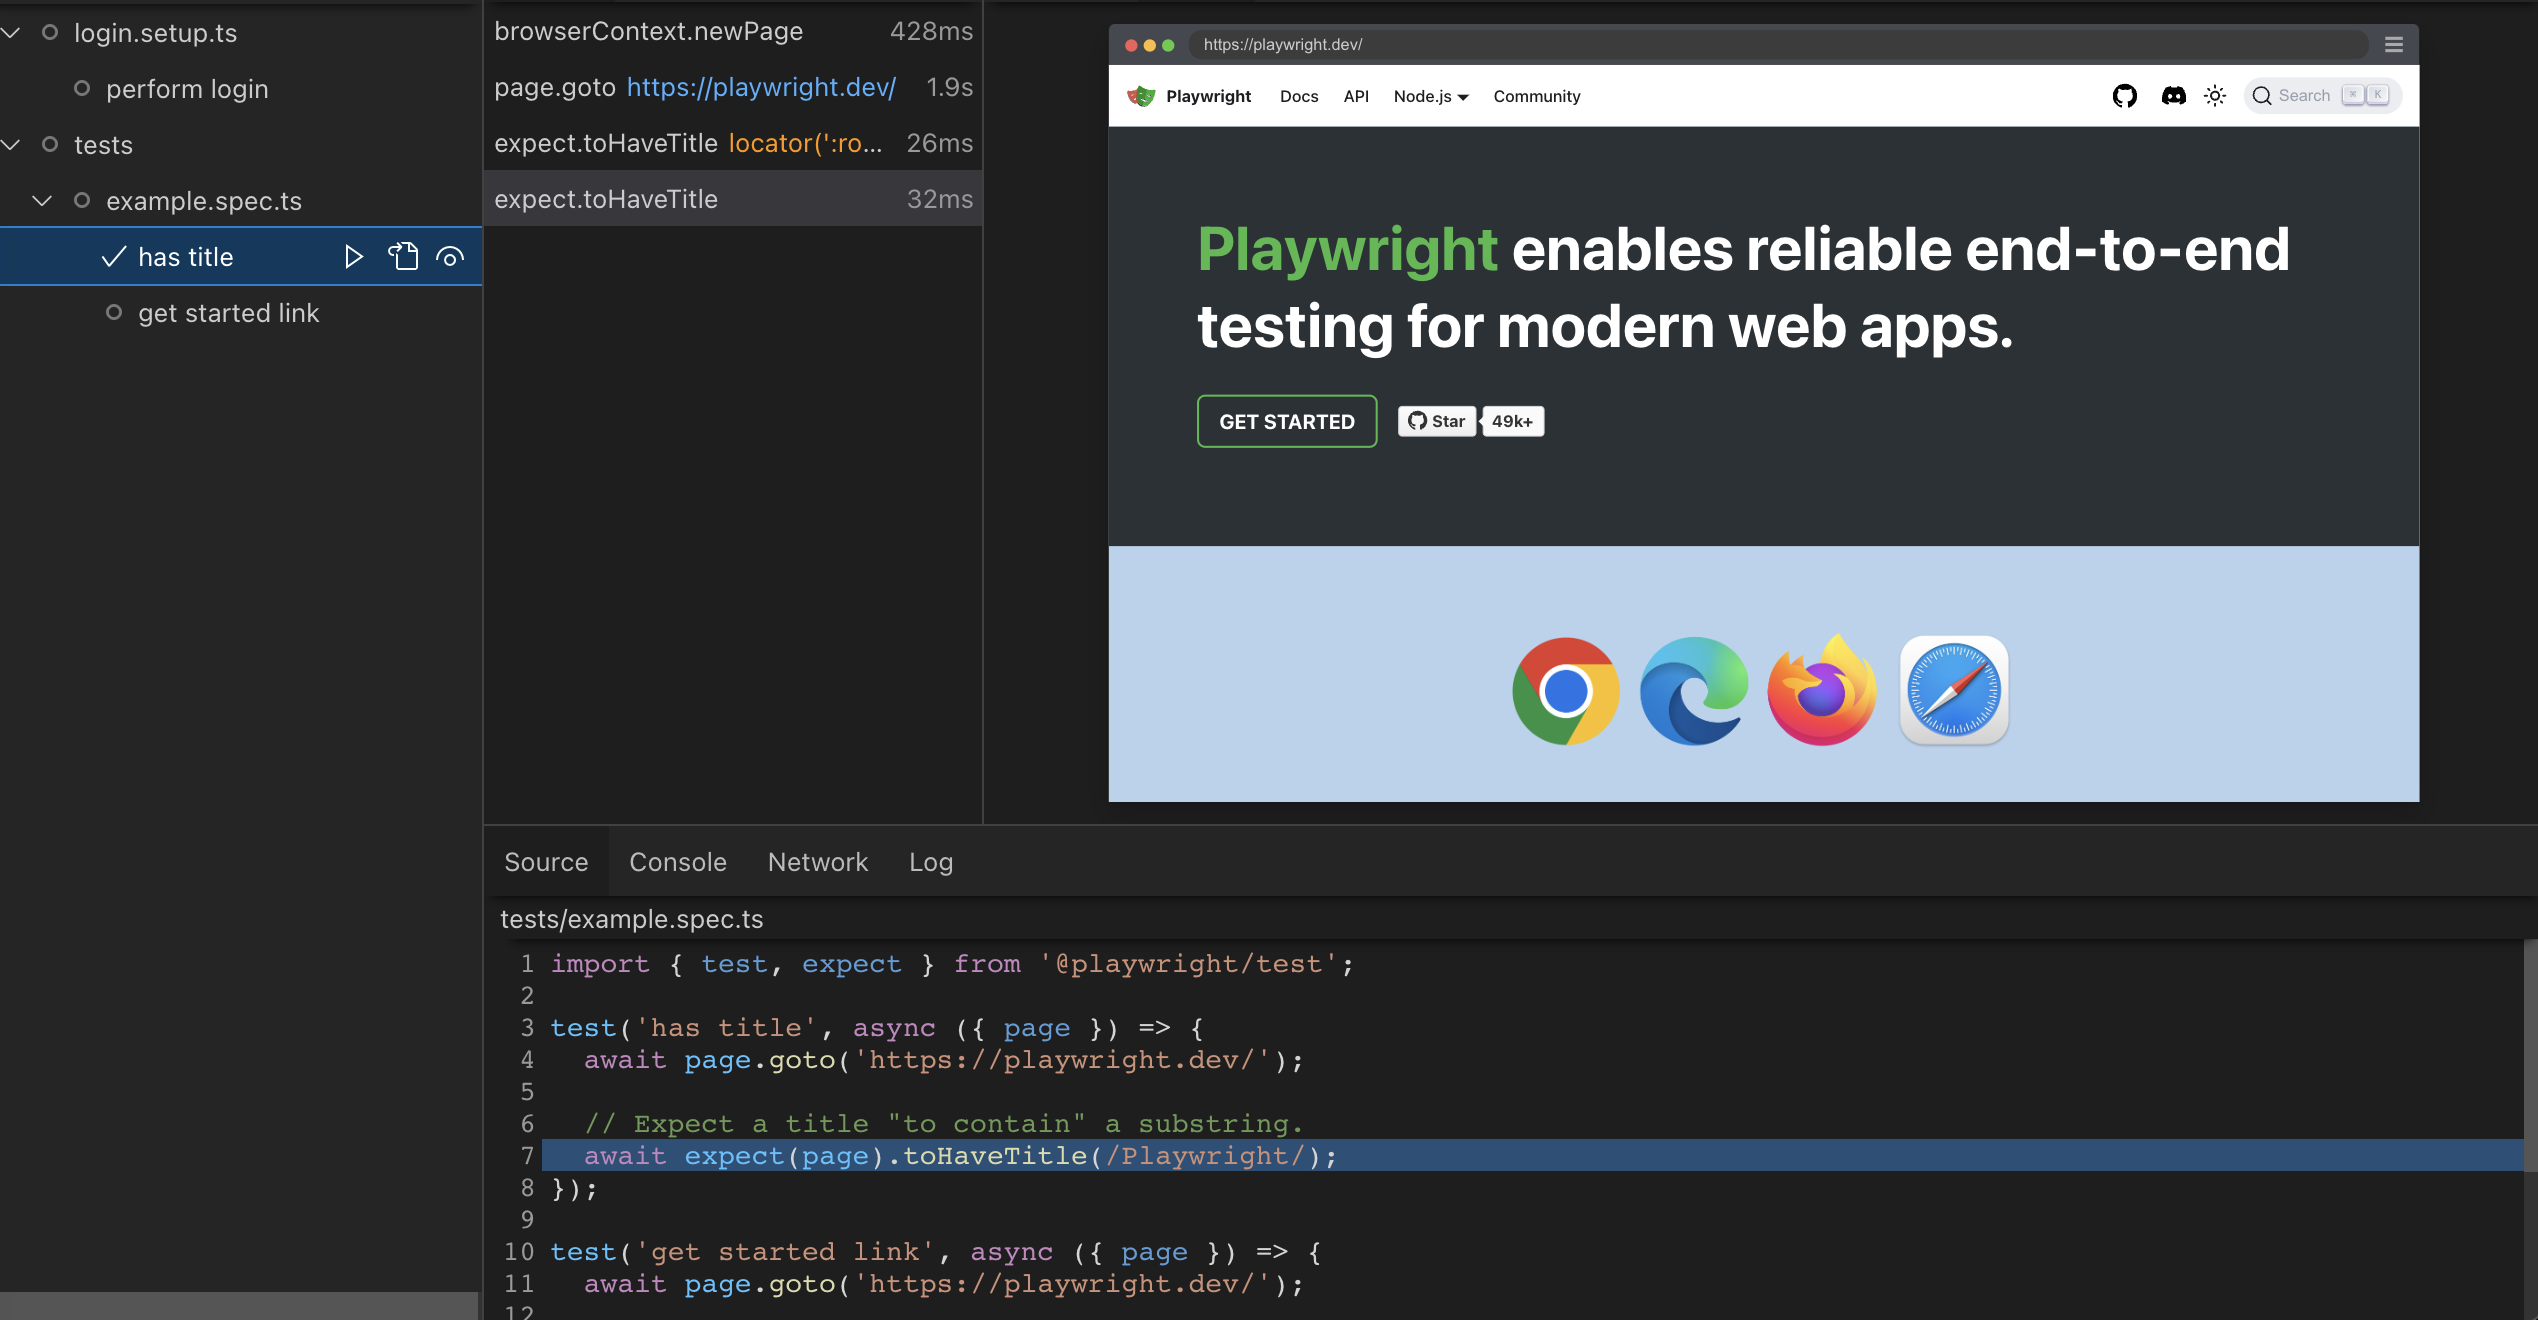 login.setup.ts
perform login
tests
example.spec.ts
has title
get started link
browserContext.newPage 428ms
page.goto https://playwright.dev/ 1.9s
expect.toHaveTitle locator(':ro... 26ms
expect.toHaveTitle 32ms
https://playwright.dev/
Playwright Docs API Node.js Community Search ⌘ K
Playwright enables reliable end-to-end
testing for modern web apps.
GET STARTED Star 49k+
Source Console Network Log
tests/example.spec.ts
1 import { test, expect } from '@playwright/test';
2
3 test('has title', async ({ page }) => {
4   await page.goto('https://playwright.dev/');
5
6   // Expect a title "to contain" a substring.
7   await expect(page).toHaveTitle(/Playwright/);
8 });
9
10 test('get started link', async ({ page }) => {
11   await page.goto('https://playwright.dev/');
12